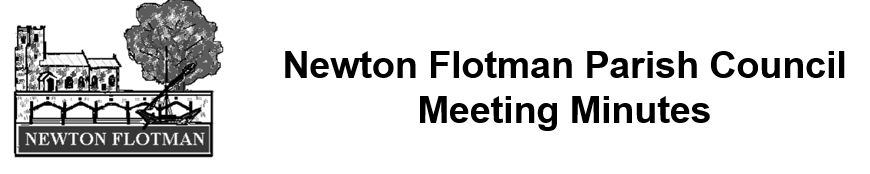 Newton Flotman Parish Council
Meeting Minutes
NEWTON FLOTMAN